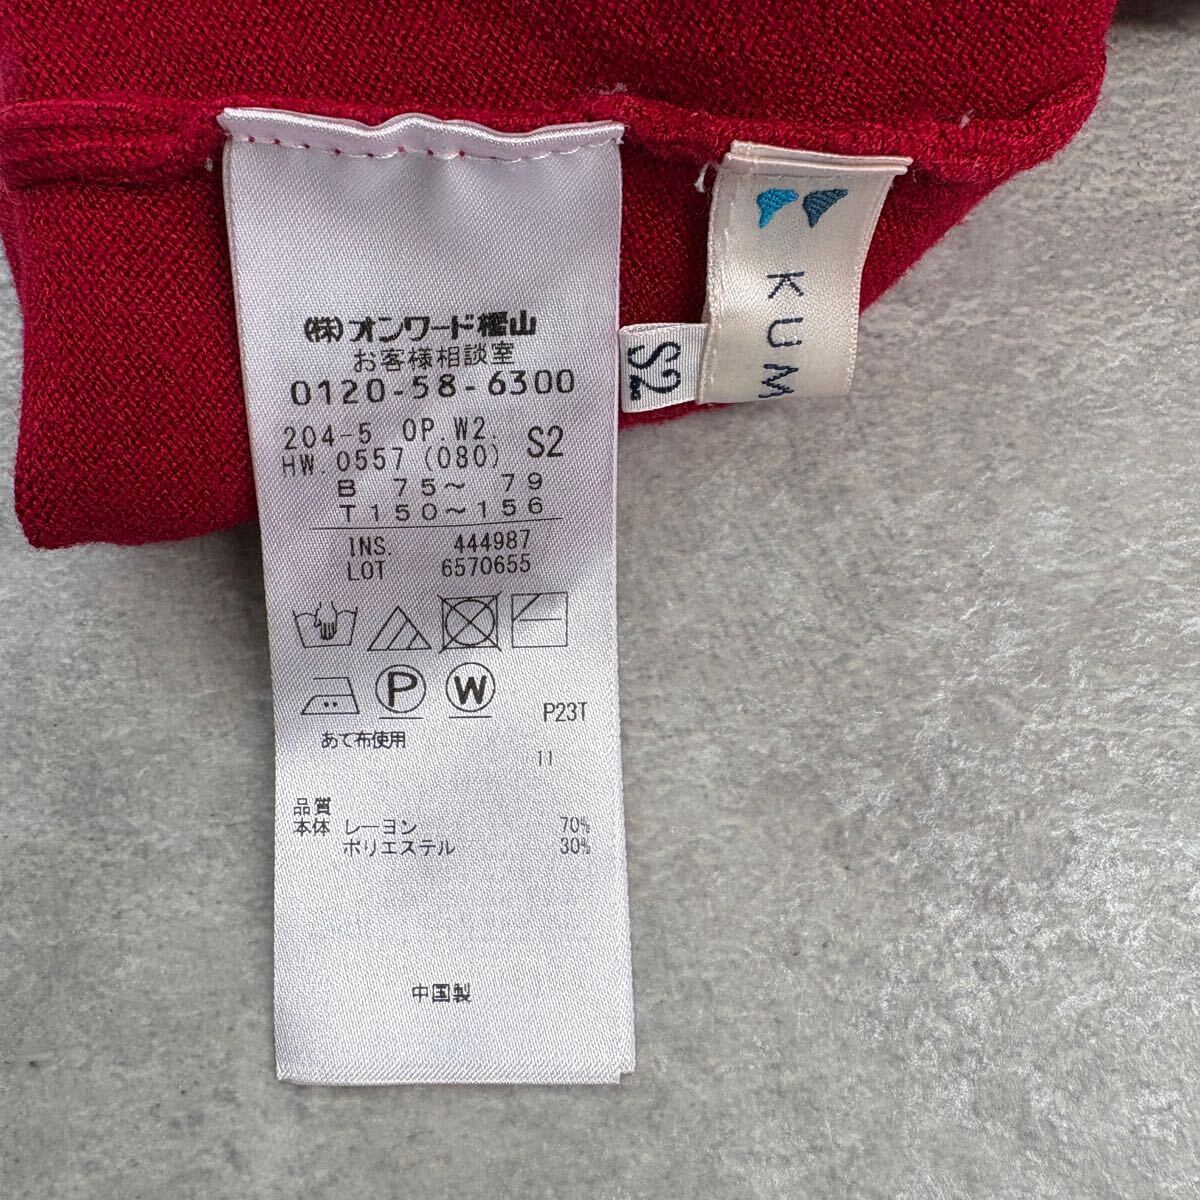 (株)オンワード樫山
お客様相談室
0120-58-6300
204-5 OP.W2. S2
HW.0557 (080)
B 75～ 79
T 150～156
INS. 444987
LOT 6570655
P W
P23T
あて布使用
11
品質
本体 レーヨン 70%
ポリエステル 30%
中国製
S2
KUM